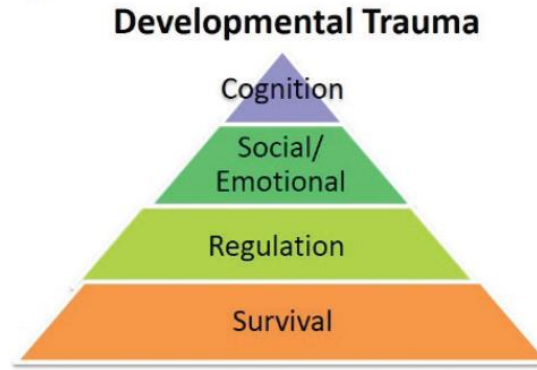 Developmental Trauma
Cognition
Social/
Emotional
Regulation
Survival